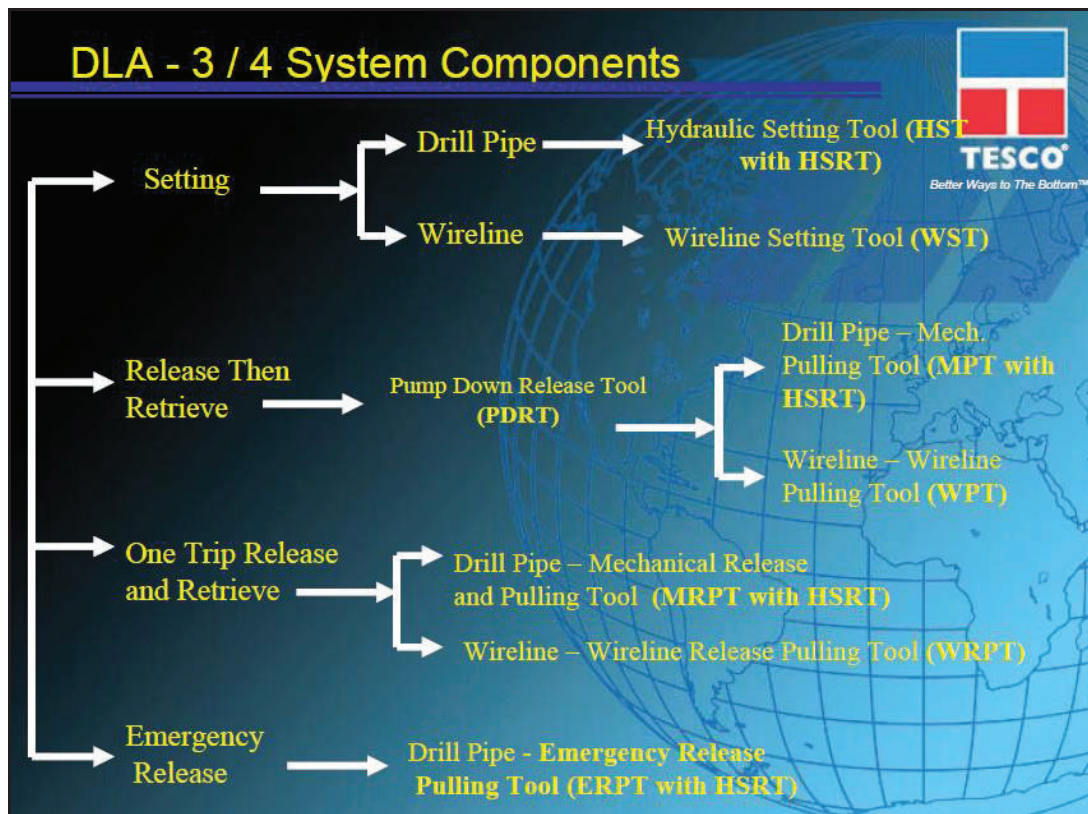 DLA - 3 / 4 System Components
TESCO®
Better Ways to The Bottom™
Setting
Drill Pipe
Hydraulic Setting Tool (HST
with HSRT)
Wireline
Wireline Setting Tool (WST)
Release Then
Retrieve
Pump Down Release Tool
(PDRT)
Drill Pipe – Mech.
Pulling Tool (MPT with
HSRT)
Wireline – Wireline
Pulling Tool (WPT)
One Trip Release
and Retrieve
Drill Pipe – Mechanical Release
and Pulling Tool (MRPT with HSRT)
Wireline – Wireline Release Pulling Tool (WRPT)
Emergency
Release
Drill Pipe - Emergency Release
Pulling Tool (ERPT with HSRT)